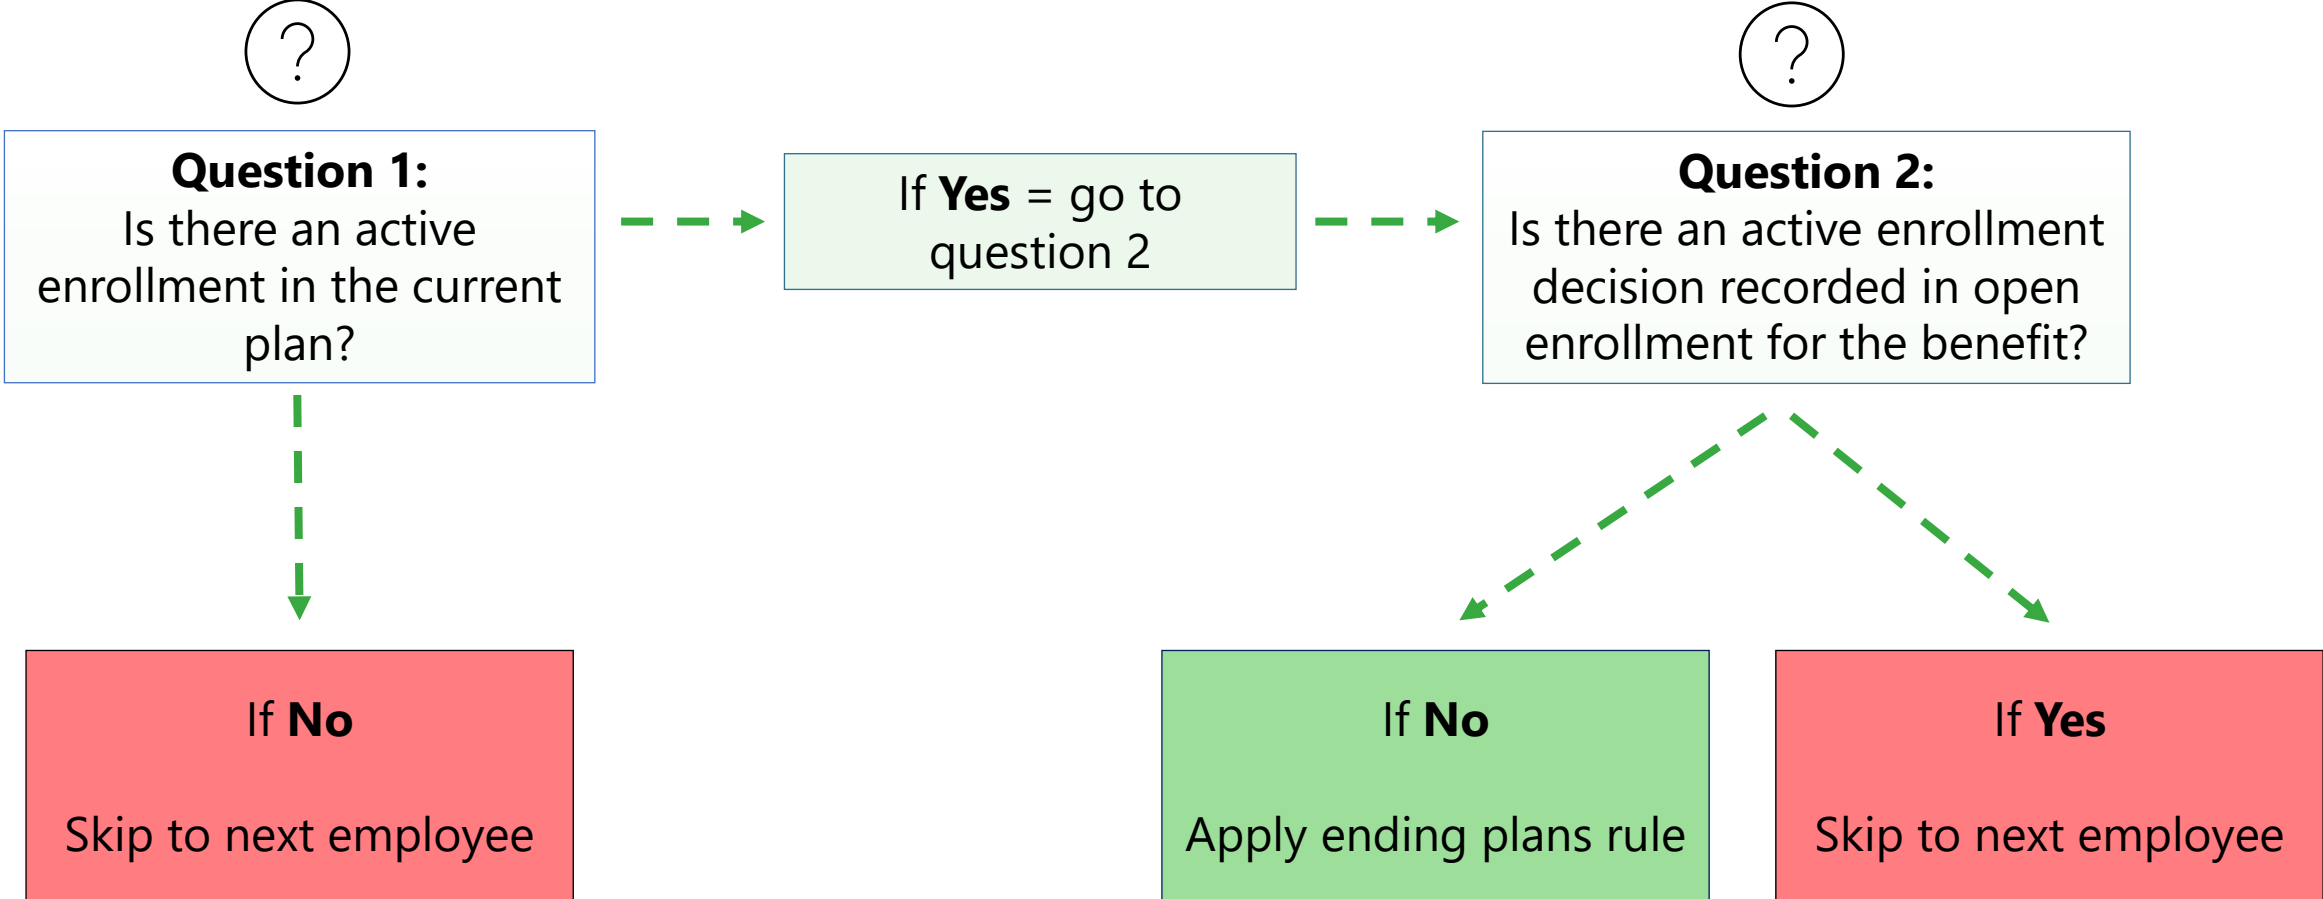 ?
?
Question 1:
Is there an active
enrollment in the current
plan?
If Yes = go to
question 2
Question 2:
Is there an active enrollment
decision recorded in open
enrollment for the benefit?
If No
Skip to next employee
If No
Apply ending plans rule
If Yes
Skip to next employee